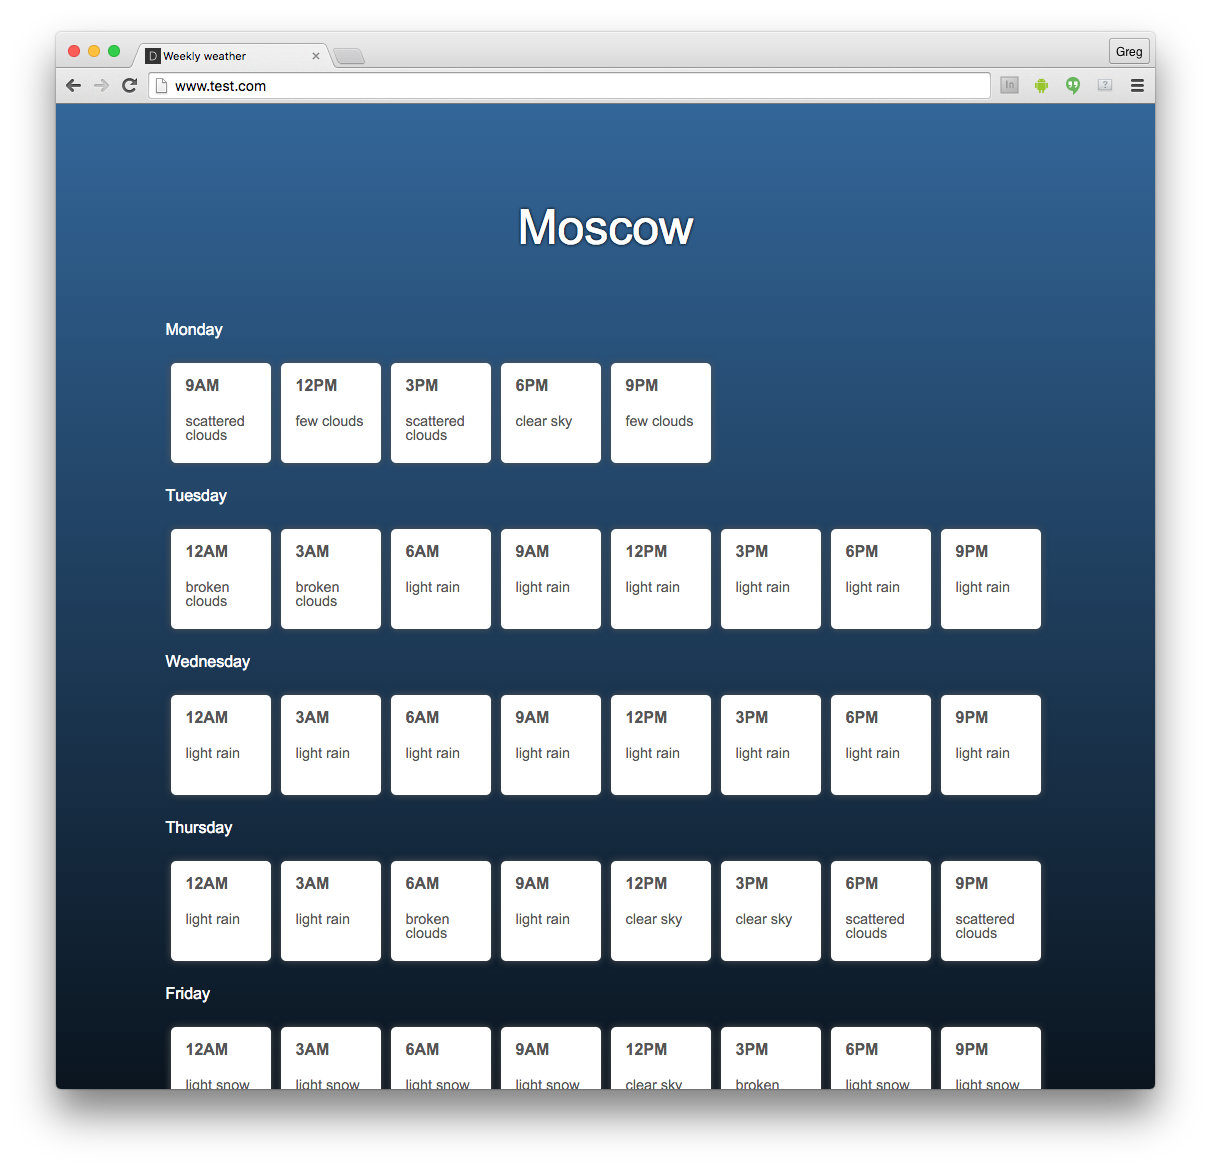 Weekly weather
Greg
www.test.com
Moscow
Monday
9AM 12PM 3PM 6PM 9PM
scattered few clouds scattered clear sky few clouds
clouds clouds
Tuesday
12AM 3AM 6AM 9AM 12PM 3PM 6PM 9PM
broken broken light rain light rain light rain light rain light rain light rain
clouds clouds
Wednesday
12AM 3AM 6AM 9AM 12PM 3PM 6PM 9PM
light rain light rain light rain light rain light rain light rain light rain light rain
Thursday
12AM 3AM 6AM 9AM 12PM 3PM 6PM 9PM
light rain light rain broken light rain clear sky clear sky scattered scattered
clouds clouds clouds
Friday
12AM 3AM 6AM 9AM 12PM 3PM 6PM 9PM
light snow light snow light snow light snow clear sky broken light snow light snow